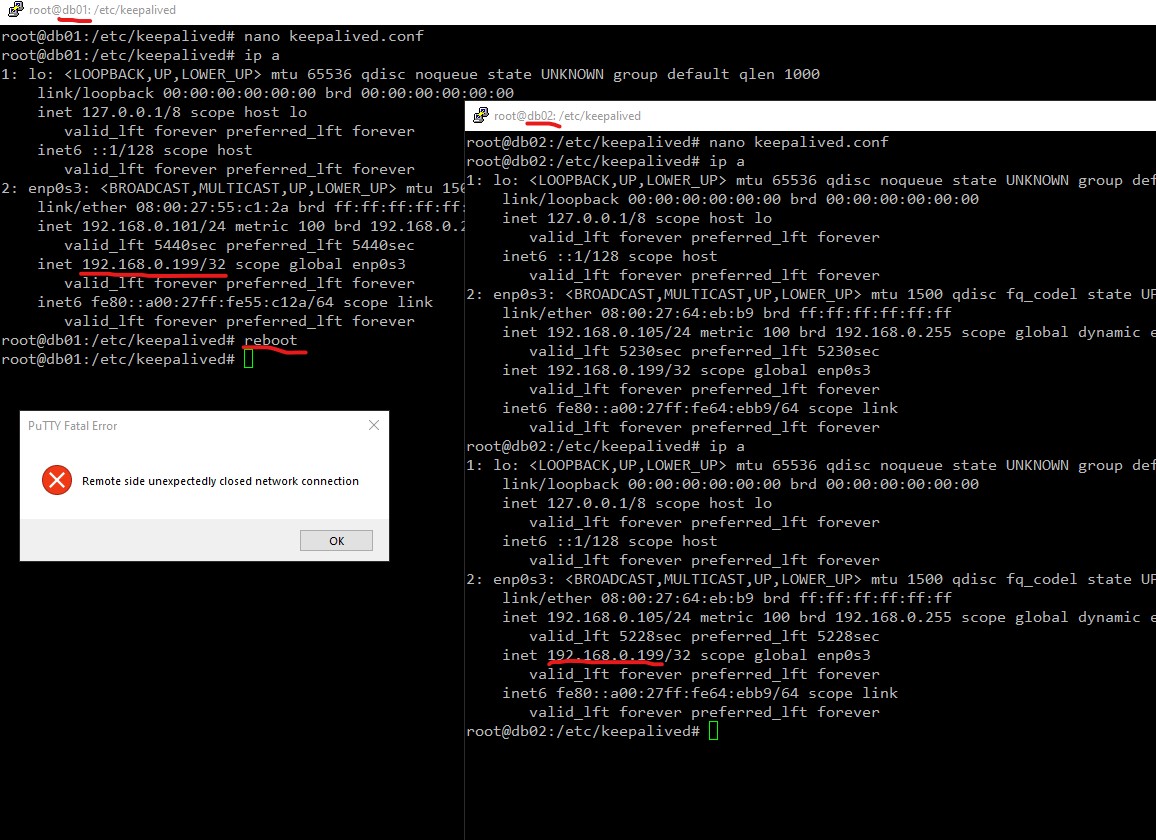 root@db01: /etc/keepalived
root@db01:/etc/keepalived# nano keepalived.conf
root@db01:/etc/keepalived# ip a
1: lo: <LOOPBACK,UP,LOWER_UP> mtu 65536 qdisc noqueue state UNKNOWN group default qlen 1000
link/loopback 00:00:00:00:00:00 brd 00:00:00:00:00:00
inet 127.0.0.1/8 scope host lo
valid_lft forever preferred_lft forever
inet6 ::1/128 scope host
valid_lft forever preferred_lft forever
2: enp0s3: <BROADCAST,MULTICAST,UP,LOWER_UP> mtu 150
link/ether 08:00:27:55:c1:2a brd ff:ff:ff:ff:ff:
inet 192.168.0.101/24 metric 100 brd 192.168.0.2
valid_lft 5440sec preferred_lft 5440sec
inet 192.168.0.199/32 scope global enp0s3
valid_lft forever preferred_lft forever
inet6 fe80::a00:27ff:fe55:c12a/64 scope link
valid_lft forever preferred_lft forever
root@db01:/etc/keepalived# reboot
root@db01:/etc/keepalived#
PuTTY Fatal Error
Remote side unexpectedly closed network connection
OK
root@db02: /etc/keepalived
root@db02:/etc/keepalived# nano keepalived.conf
root@db02:/etc/keepalived# ip a
1: lo: <LOOPBACK,UP,LOWER_UP> mtu 65536 qdisc noqueue state UNKNOWN group def
link/loopback 00:00:00:00:00:00 brd 00:00:00:00:00:00
inet 127.0.0.1/8 scope host lo
valid_lft forever preferred_lft forever
inet6 ::1/128 scope host
valid_lft forever preferred_lft forever
2: enp0s3: <BROADCAST,MULTICAST,UP,LOWER_UP> mtu 1500 qdisc fq_codel state UP
link/ether 08:00:27:64:eb:b9 brd ff:ff:ff:ff:ff:ff
inet 192.168.0.105/24 metric 100 brd 192.168.0.255 scope global dynamic e
valid_lft 5230sec preferred_lft 5230sec
inet 192.168.0.199/32 scope global enp0s3
valid_lft forever preferred_lft forever
inet6 fe80::a00:27ff:fe64:ebb9/64 scope link
valid_lft forever preferred_lft forever
root@db02:/etc/keepalived# ip a
1: lo: <LOOPBACK,UP,LOWER_UP> mtu 65536 qdisc noqueue state UNKNOWN group def
link/loopback 00:00:00:00:00:00 brd 00:00:00:00:00:00
inet 127.0.0.1/8 scope host lo
valid_lft forever preferred_lft forever
inet6 ::1/128 scope host
valid_lft forever preferred_lft forever
2: enp0s3: <BROADCAST,MULTICAST,UP,LOWER_UP> mtu 1500 qdisc fq_codel state UP
link/ether 08:00:27:64:eb:b9 brd ff:ff:ff:ff:ff:ff
inet 192.168.0.105/24 metric 100 brd 192.168.0.255 scope global dynamic e
valid_lft 5228sec preferred_lft 5228sec
inet 192.168.0.199/32 scope global enp0s3
valid_lft forever preferred_lft forever
inet6 fe80::a00:27ff:fe64:ebb9/64 scope link
valid_lft forever preferred_lft forever
root@db02:/etc/keepalived#